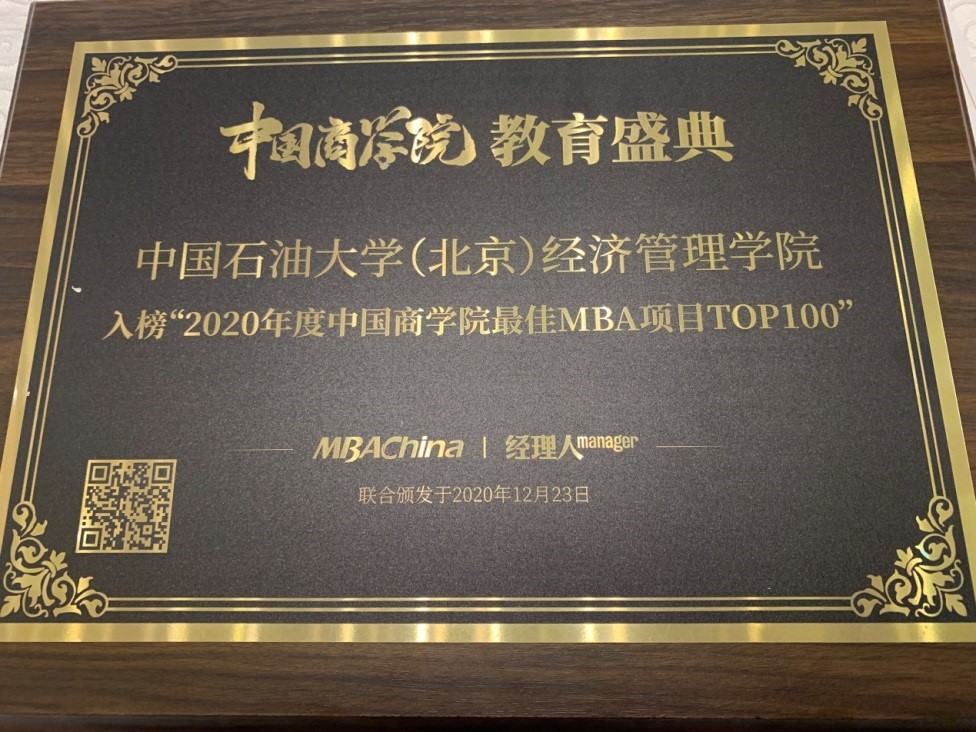 中国商学院 教育盛典
中国石油大学（北京）经济管理学院
入榜“2020年度中国商学院最佳MBA项目TOP100”
MBAChina | 经理人manager
联合颁发于2020年12月23日